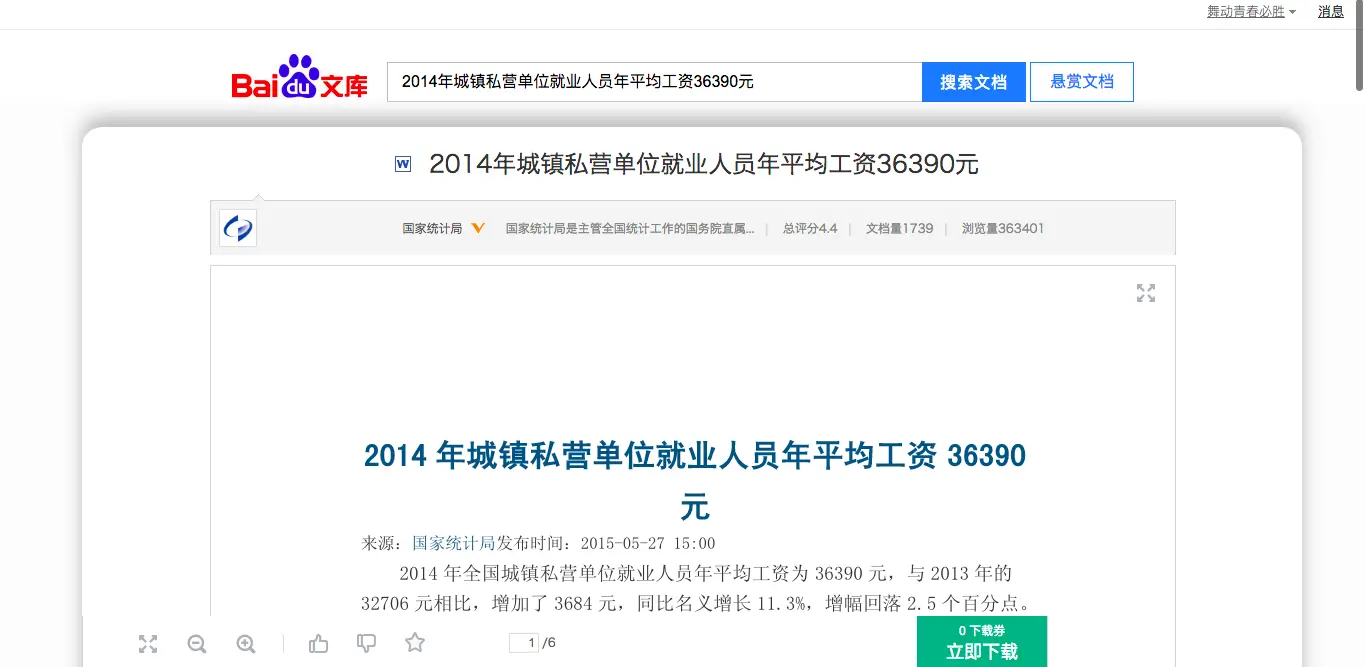 舞动青春必胜 消息
Bai du 文库 2014年城镇私营单位就业人员年平均工资36390元 搜索文档 悬赏文档
W 2014年城镇私营单位就业人员年平均工资36390元
国家统计局 国家统计局是主管全国统计工作的国务院直属... | 总评分4.4 | 文档量1739 | 浏览量363401
2014 年城镇私营单位就业人员年平均工资 36390
元
来源：国家统计局发布时间：2015-05-27 15:00
2014 年全国城镇私营单位就业人员年平均工资为 36390 元，与 2013 年的
32706 元相比，增加了 3684 元，同比名义增长 11.3%，增幅回落 2.5 个百分点。
1 /6
0 下载券
立即下载